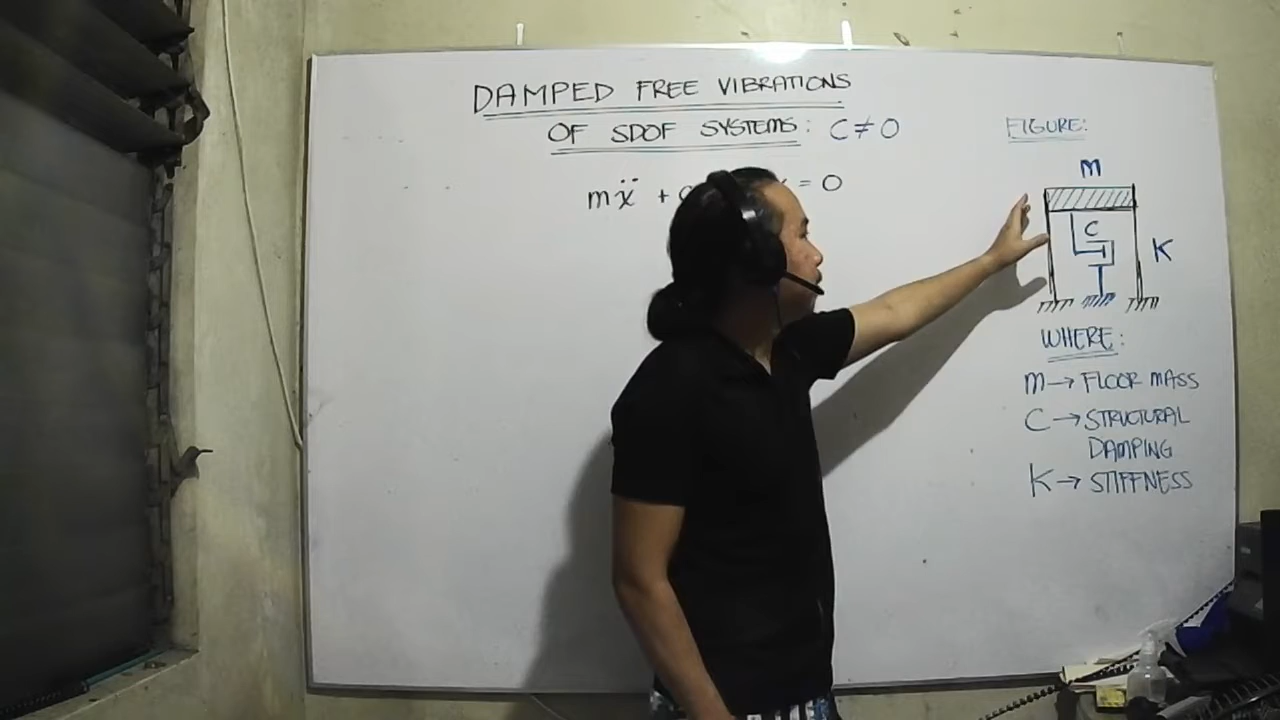 DAMPED FREE VIBRATIONS
OF SDOF SYSTEMS: C ≠ 0
mẍ +
= 0
FIGURE:
m
C
K
WHERE:
m → FLOOR MASS
C → STRUCTURAL
DAMPING
K → STIFFNESS